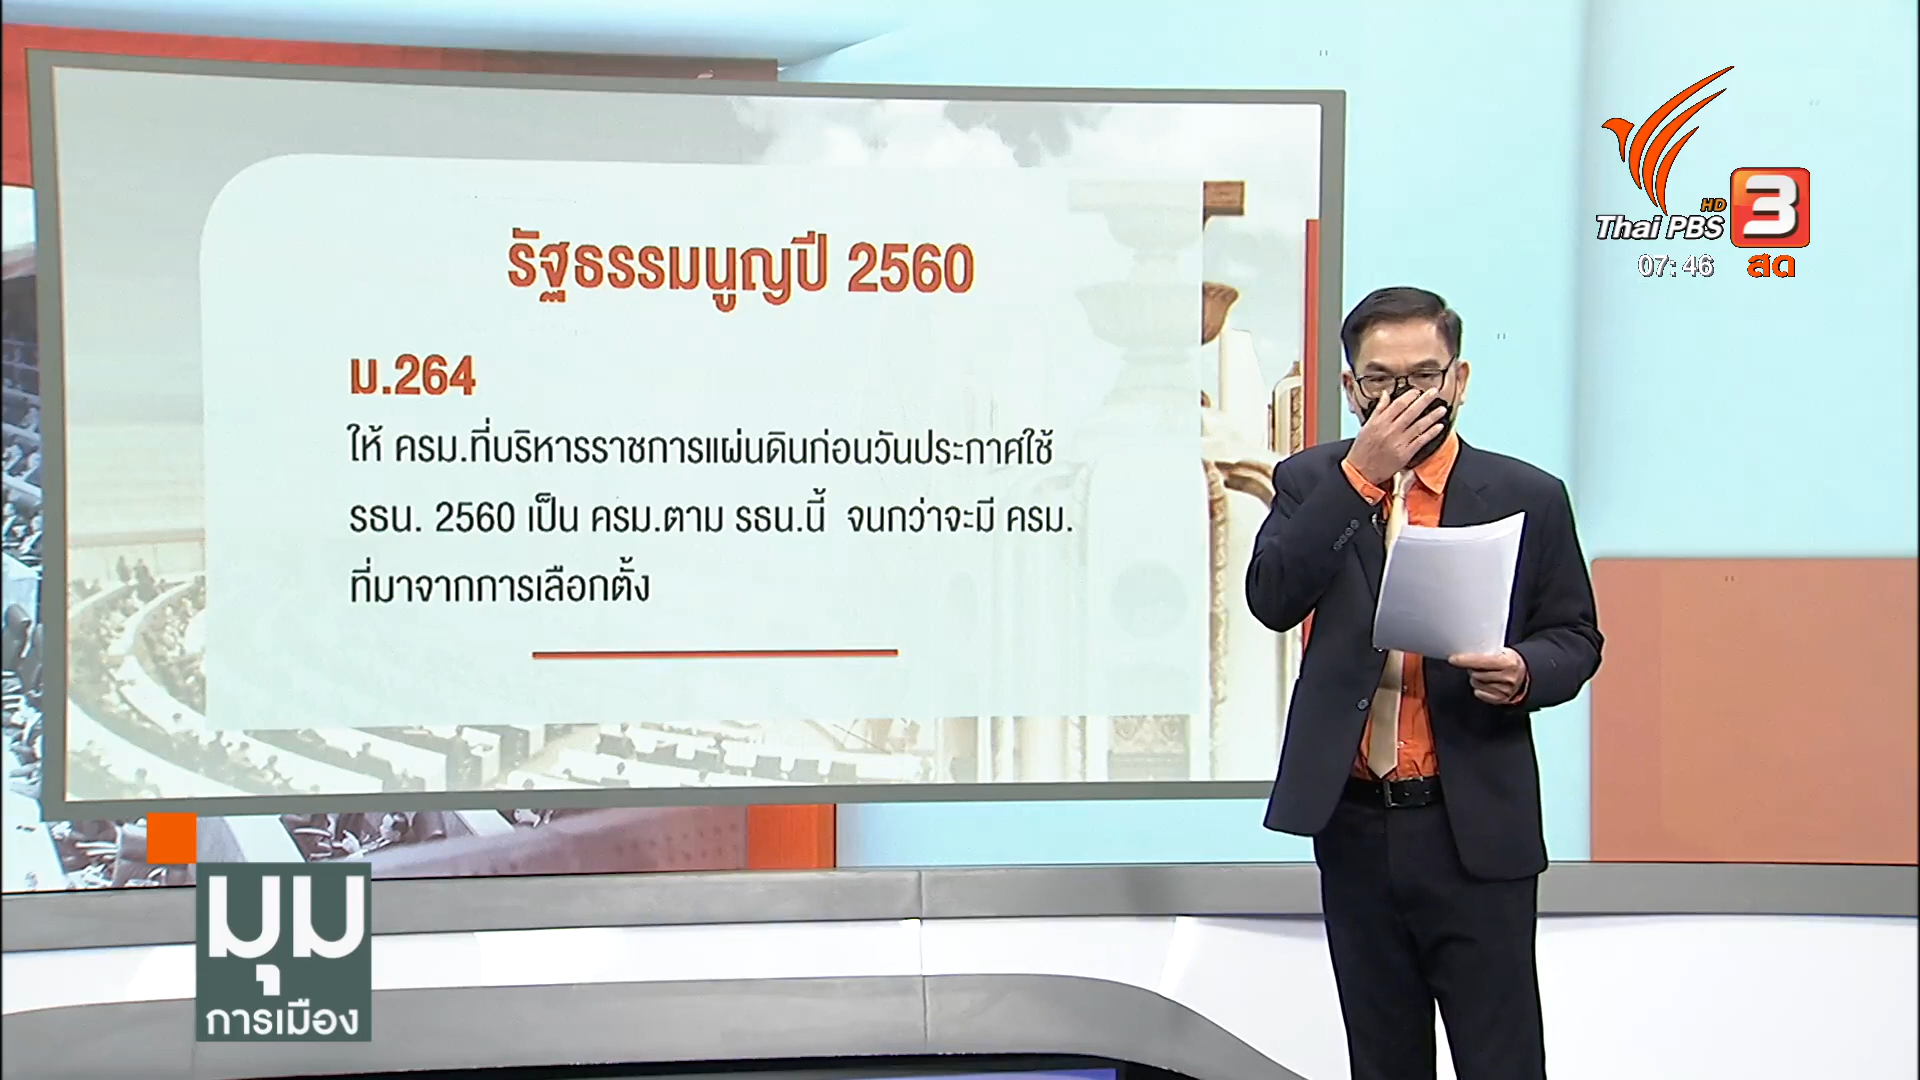 รัฐธรรมนูญปี 2560
ม.264
ให้ ครม.ที่บริหารราชการแผ่นดินก่อนวันประกาศใช้
รธน. 2560 เป็น ครม.ตาม รธน.นี้ จนกว่าจะมี ครม.
ที่มาจากการเลือกตั้ง
HD
Thai PBS 3
07:46 สด
มุม
การเมือง